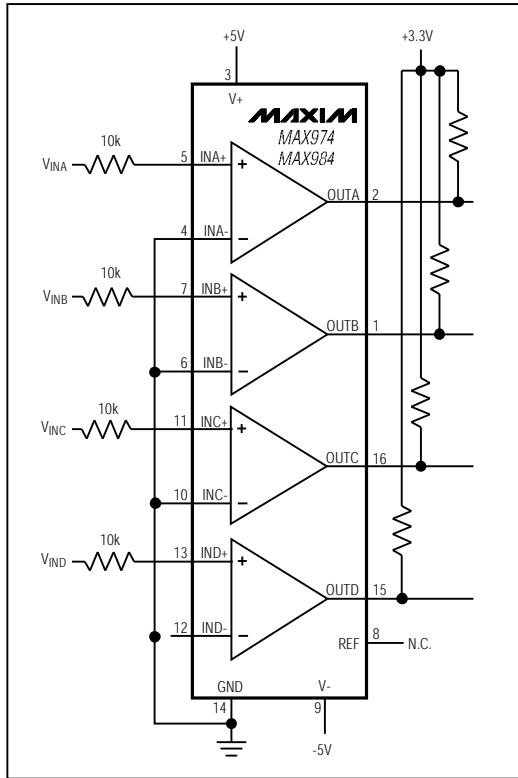 +5V
+3.3V
3
V+
MAXIM
MAX974
MAX984
10k
VINA
5 INA+
+
OUTA 2
4 INA-
−
10k
VINB
7 INB+
+
OUTB 1
6 INB-
−
10k
VINC
11 INC+
+
OUTC 16
10 INC-
−
10k
VIND
13 IND+
+
OUTD 15
12 IND-
−
REF 8 N.C.
GND
V-
14
9
-5V